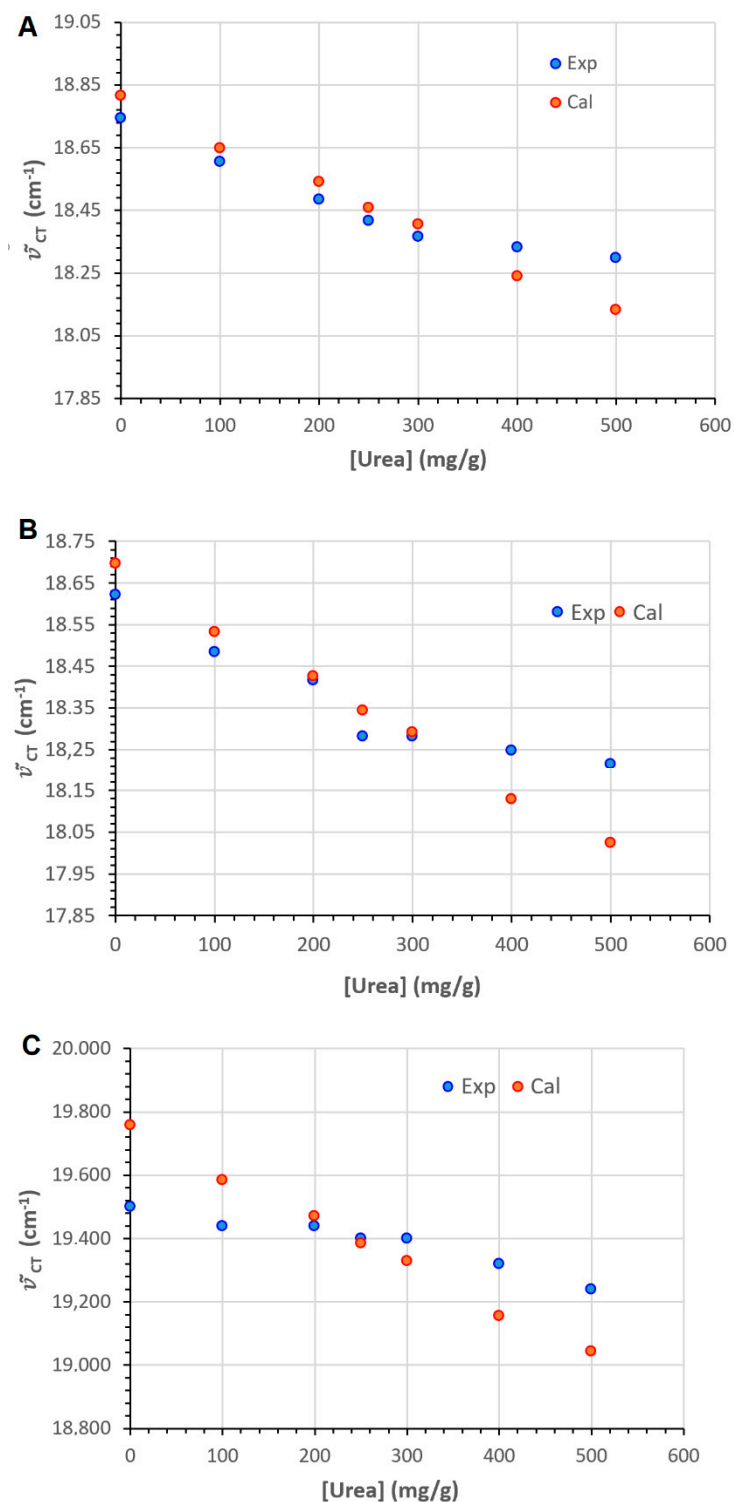 A
19.05
18.85
18.65
18.45
18.25
18.05
17.85
ṽCT (cm-1)
Exp
Cal
0 100 200 300 400 500 600
[Urea] (mg/g)
B
18.75
18.65
18.55
18.45
18.35
18,25
18.15
18.05
17.95
17.85
ṽCT (cm-1)
Exp Cal
0 100 200 300 400 500 600
[Urea] (mg/g)
C
20.000
19.800
19.600
19.400
19,200
19,000
18,800
ṽCT (cm-1)
Exp Cal
0 100 200 300 400 500 600
[Urea] (mg/g)